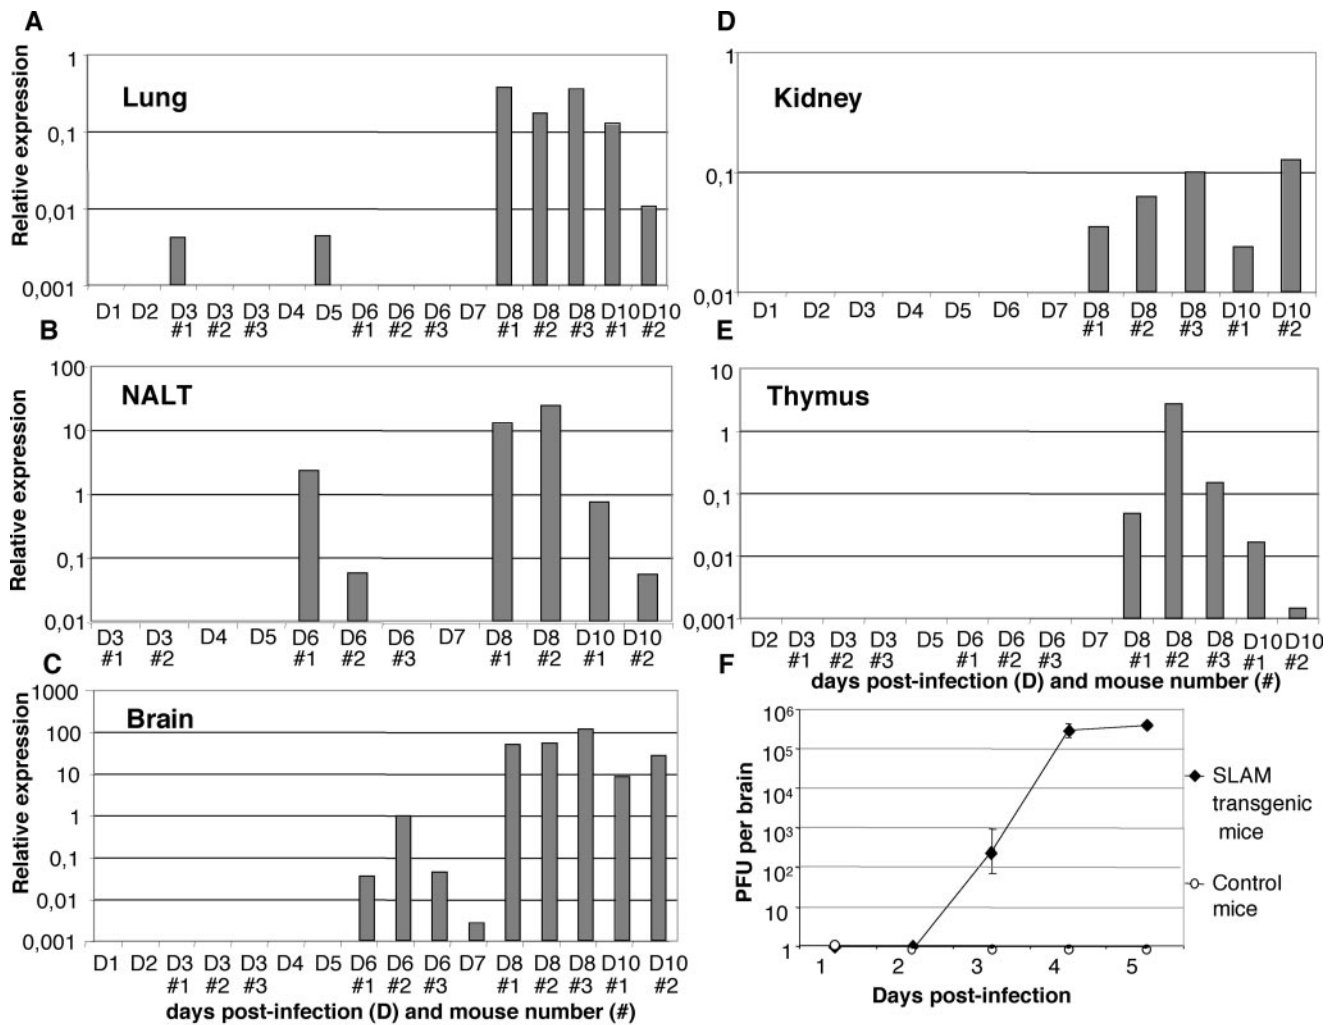 A
Relative expression
1
0,1
0,01
0,001
Lung
D1 D2 D3 D3 D3 D4 D5 D6 D6 D6 D7 D8 D8 D8 D10 D10
#1 #2 #3 #1 #2 #3 #1 #2 #3 #1 #2
B
Relative expression
100
10
1
0,1
0,01
NALT
D3 D3 D4 D5 D6 D6 D6 D7 D8 D8 D10 D10
#1 #2 #1 #2 #3 #1 #2 #1 #2
C
Relative expression
1000
100
10
1
0,1
0,01
0,001
Brain
D1 D2 D3 D3 D3 D4 D5 D6 D6 D6 D7 D8 D8 D8 D10 D10
#1 #2 #3 #1 #2 #3 #1 #2 #3 #1 #2
days post-infection (D) and mouse number (#)
D
1
0,1
0,01
Kidney
D1 D2 D3 D4 D5 D6 D7 D8 D8 D8 D10 D10
#1 #2 #3 #1 #2
E
10
1
0,1
0,01
0,001
Thymus
D2 D3 D3 D3 D5 D6 D6 D6 D7 D8 D8 D8 D10 D10
#1 #2 #3 #1 #2 #3 #1 #2 #3 #1 #2
days post-infection (D) and mouse number (#)
F
PFU per brain
10⁶
10⁵
10⁴
10³
10²
10
1
1 2 3 4 5
Days post-infection
SLAM
transgenic
mice
Control
mice